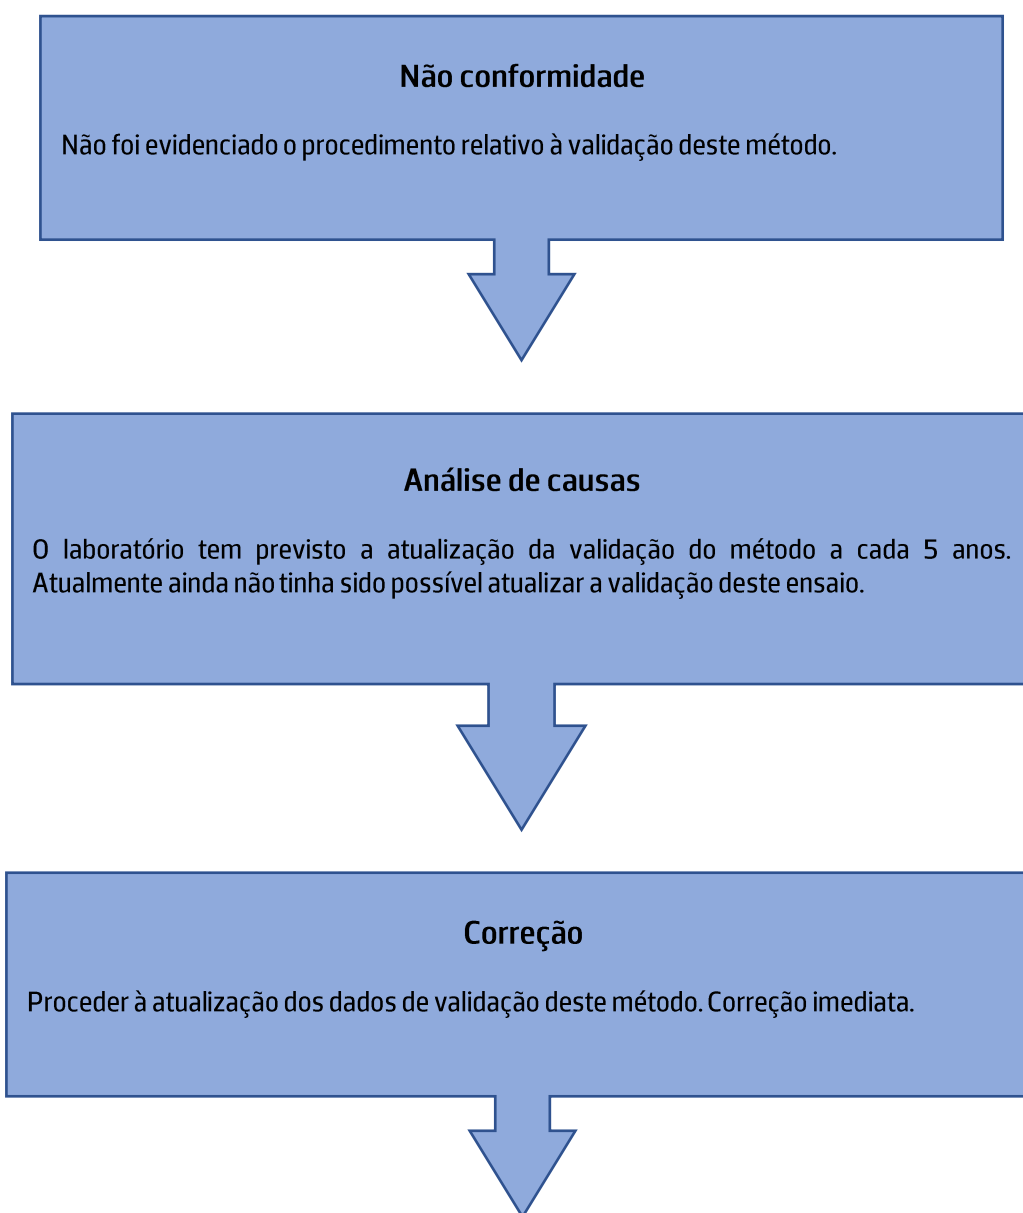 Não conformidade
Não foi evidenciado o procedimento relativo à validação deste método.
Análise de causas
O laboratório tem previsto a atualização da validação do método a cada 5 anos.
Atualmente ainda não tinha sido possível atualizar a validação deste ensaio.
Correção
Proceder à atualização dos dados de validação deste método. Correção imediata.